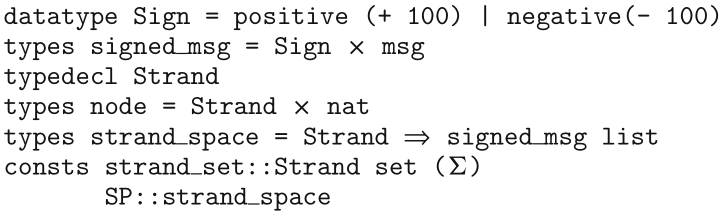 datatype Sign = positive (+ 100) | negative(- 100)
types signed_msg = Sign × msg
typedecl Strand
types node = Strand × nat
types strand_space = Strand ⇒ signed_msg list
consts strand_set::Strand set (Σ)
SP::strand_space